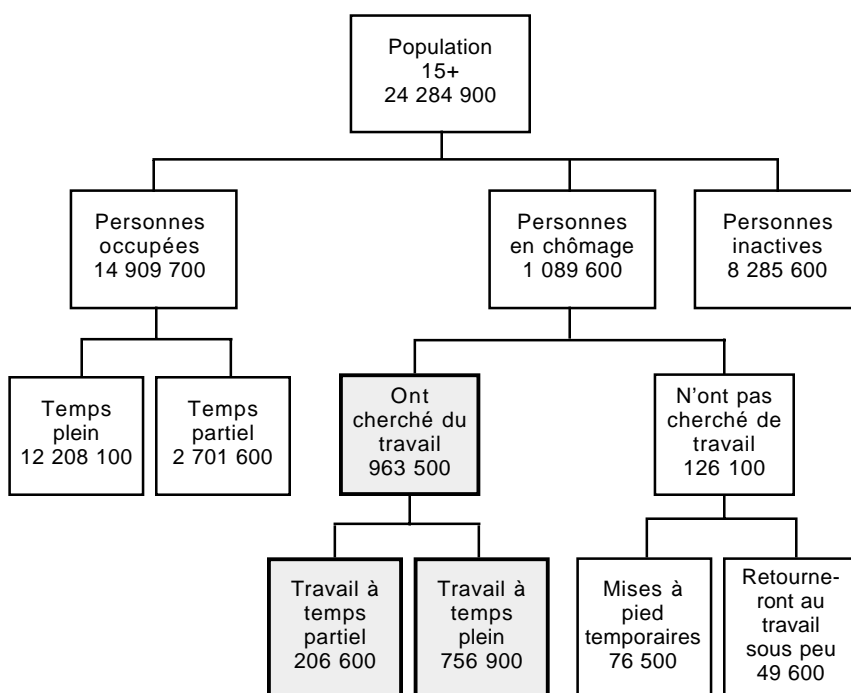 Population
15+
24 284 900
Personnes
occupées
14 909 700
Personnes
en chômage
1 089 600
Personnes
inactives
8 285 600
Temps
plein
12 208 100
Temps
partiel
2 701 600
Ont
cherché du
travail
963 500
N'ont pas
cherché de
travail
126 100
Travail à
temps
partiel
206 600
Travail à
temps
plein
756 900
Mises à
pied
temporaires
76 500
Retourne-
ront au
travail
sous peu
49 600